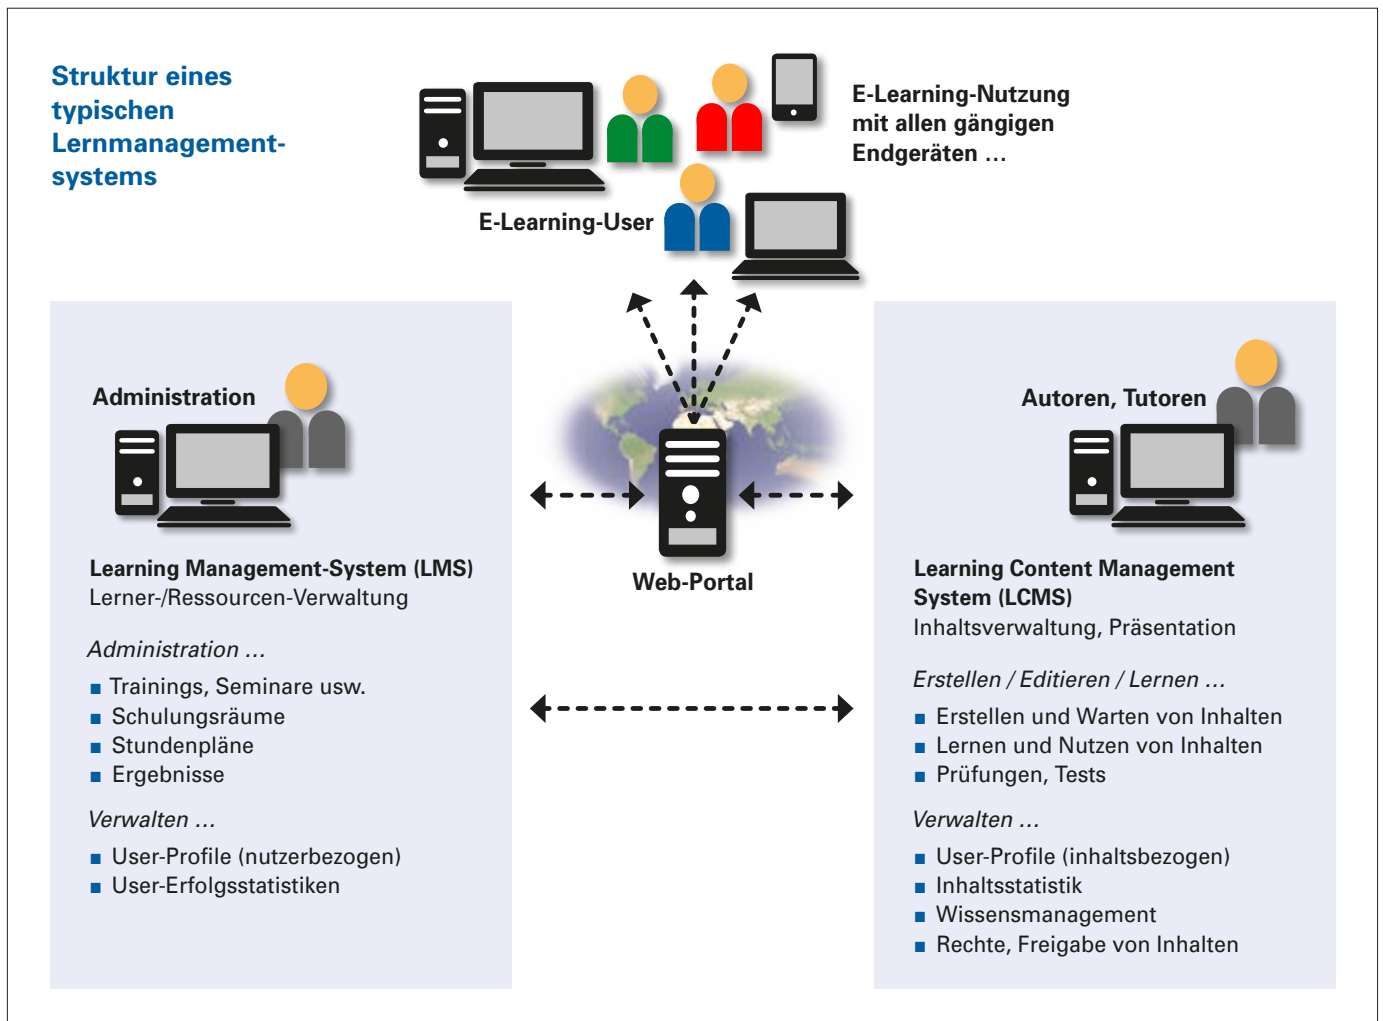 Struktur eines
typischen
Lernmanagement-
systems
E-Learning-Nutzung
mit allen gängigen
Endgeräten …
E-Learning-User
Administration
Learning Management-System (LMS)
Lerner-/Ressourcen-Verwaltung
Administration …
■ Trainings, Seminare usw.
■ Schulungsräume
■ Stundenpläne
■ Ergebnisse
Verwalten …
■ User-Profile (nutzerbezogen)
■ User-Erfolgsstatistiken
Web-Portal
Autoren, Tutoren
Learning Content Management
System (LCMS)
Inhaltsverwaltung, Präsentation
Erstellen / Editieren / Lernen …
■ Erstellen und Warten von Inhalten
■ Lernen und Nutzen von Inhalten
■ Prüfungen, Tests
Verwalten …
■ User-Profile (inhaltsbezogen)
■ Inhaltsstatistik
■ Wissensmanagement
■ Rechte, Freigabe von Inhalten